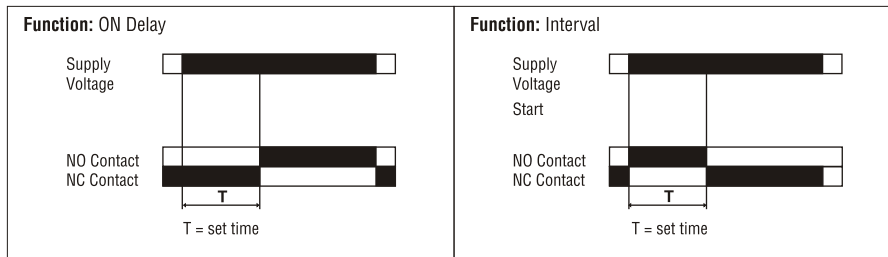 Function: ON Delay
Supply
Voltage
NO Contact
NC Contact
T
T = set time
Function: Interval
Supply
Voltage
Start
NO Contact
NC Contact
T
T = set time